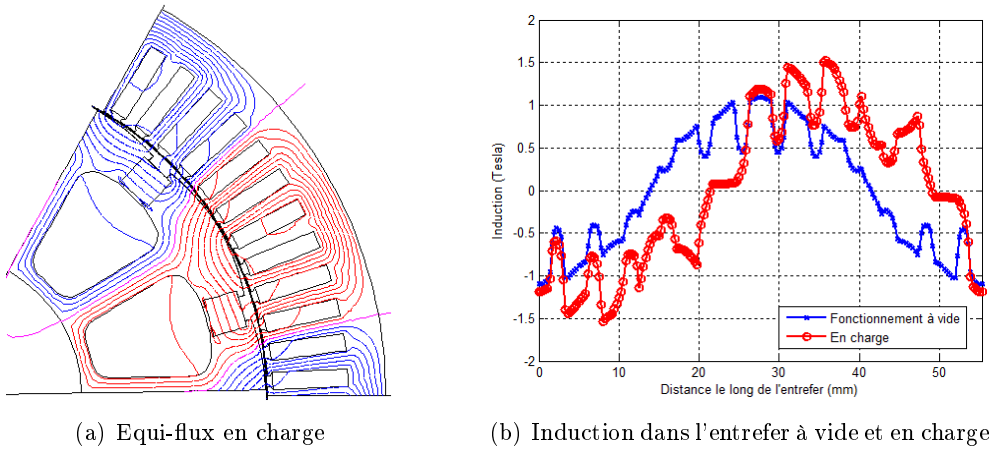 2
1.5
1
0.5
0
-0.5
-1
-1.5
-2
Induction (Tesla)
Fonctionnement à vide
En charge
0 10 20 30 40 50
Distance le long de l'entrefer (mm)
(a) Equi-flux en charge
(b) Induction dans l'entrefer à vide et en charge